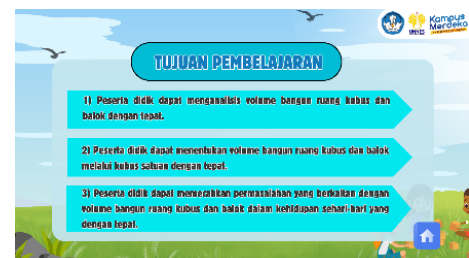 UNNES
Kampus
Merdeka
TUJUAN PEMBELAJARAN
1) Peserta didik dapat menganalisis volume bangun ruang kubus dan
balok dengan tepat.
2) Peserta didik dapat menentukan volume bangun ruang kubus dan balok
melalui kubus satuan dengan tepat.
3) Peserta didik dapat memecahkan permasalahan yang berkaitan dengan
volume bangun ruang kubus dan balok dalam kehidupan sehari-hari yang
dengan tepat.